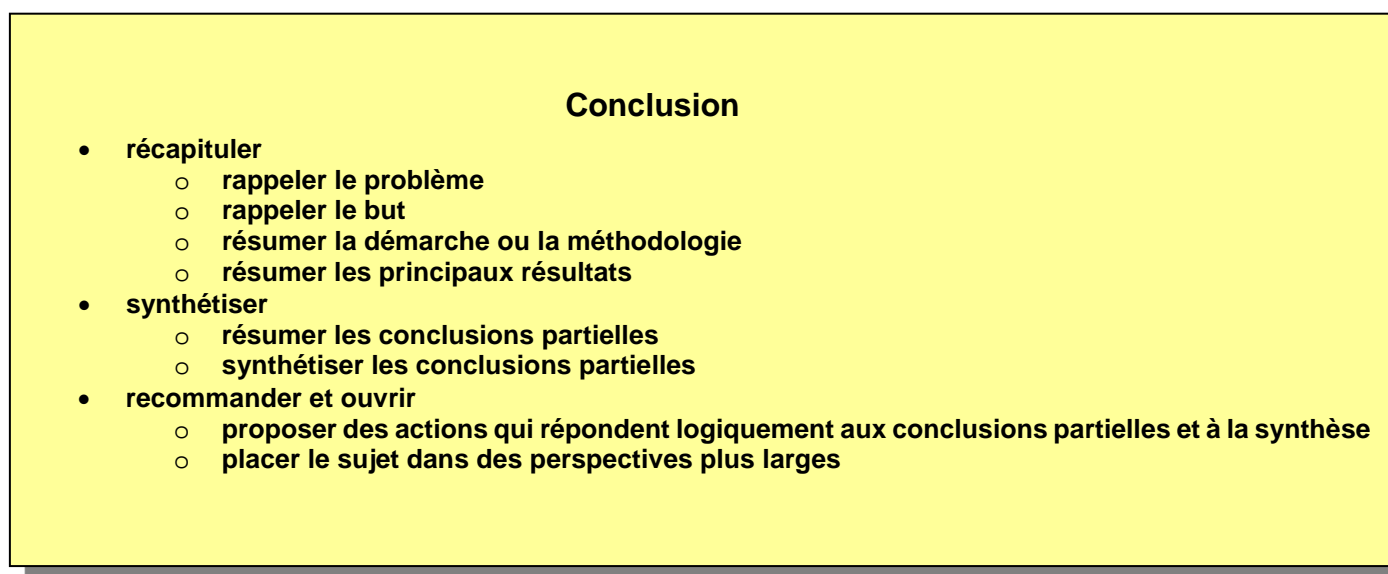 Conclusion
• récapituler
o rappeler le problème
o rappeler le but
o résumer la démarche ou la méthodologie
o résumer les principaux résultats
• synthétiser
o résumer les conclusions partielles
o synthétiser les conclusions partielles
• recommander et ouvrir
o proposer des actions qui répondent logiquement aux conclusions partielles et à la synthèse
o placer le sujet dans des perspectives plus larges